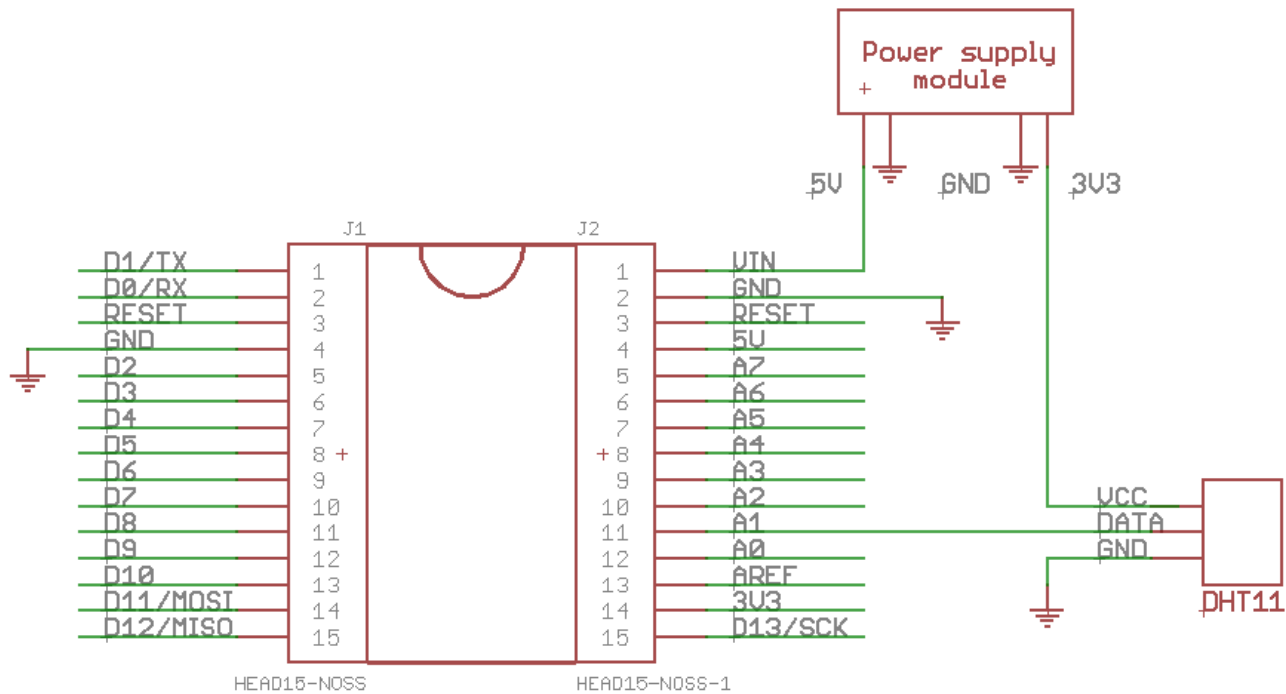 Power supply
module
+
5V GND 3V3
J1 J2
D1/TX 1 1 VIN
D0/RX 2 2 GND
RESET 3 3 RESET
GND 4 4 5V
D2 5 5 A7
D3 6 6 A6
D4 7 7 A5
D5 8 + + 8 A4
D6 9 9 A3
D7 10 10 A2 VCC
D8 11 11 A1 DATA
D9 12 12 A0 GND
D10 13 13 AREF
D11/MOSI 14 14 3V3 DHT11
D12/MISO 15 15 D13/SCK
HEAD15-NOSS HEAD15-NOSS-1